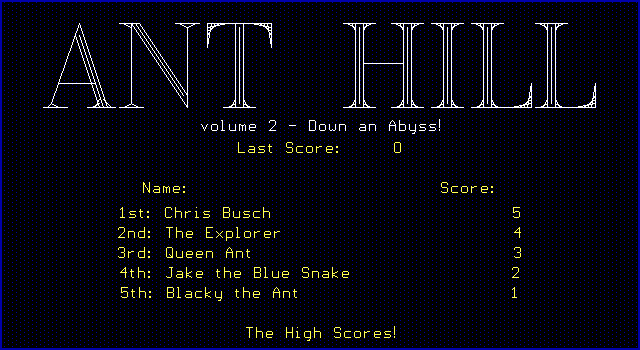 ANT HILL
volume 2 - Down an Abyss!
Last Score: 0
Name: Score:
1st: Chris Busch 5
2nd: The Explorer 4
3rd: Queen Ant 3
4th: Jake the Blue Snake 2
5th: Blacky the Ant 1
The High Scores!